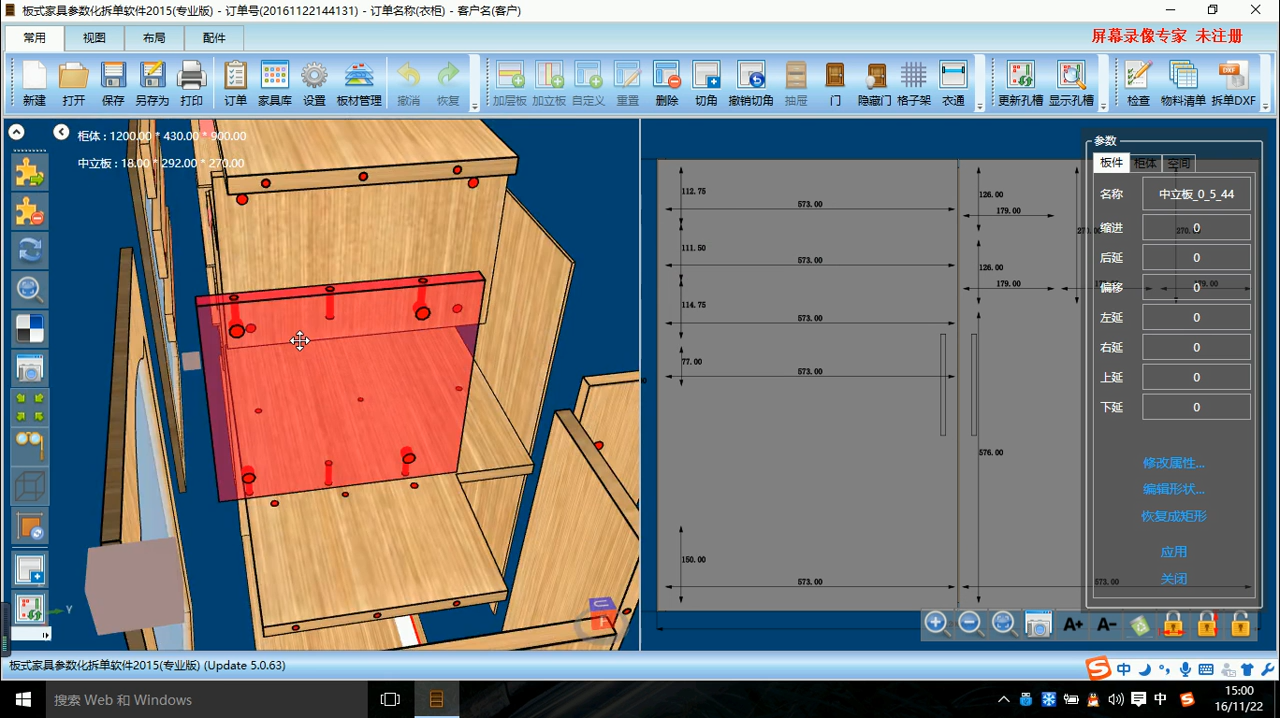 板式家具参数化拆单软件2015(专业版) - 订单号(20161122144131) - 订单名称(衣柜) - 客户名(客户)
常用 视图 布局 配件
屏幕录像专家 未注册
新建 打开 保存 另存为 打印 订单 家具库 设置 板材管理 撤消 恢复 加层板 加立板 自定义 重置 删除 切角 撤销切角 抽屉 门 隐藏门 格子架 衣通 更新孔槽 显示孔槽 检查 物料清单 拆单DXF
柜体 : 1200.00 * 430.00 * 900.00
中立板 : 18.00 * 292.00 * 270.00
Y
112.75
573.00
111.50
573.00
114.75
573.00
77.00
573.00
150.00
573.00
126.00
179.00
126.00
179.00
576.00
573.00
参数
板件 柜体 空间
名称 中立板_0_5_44
缩进 0
后延 0
偏移 0
左延 0
右延 0
上延 0
下延 0
修改属性...
编辑形状...
恢复成矩形
应用
关闭
A+ A-
板式家具参数化拆单软件2015(专业版) (Update 5.0.63)
中
搜索 Web 和 Windows
中
15:00
16/11/22